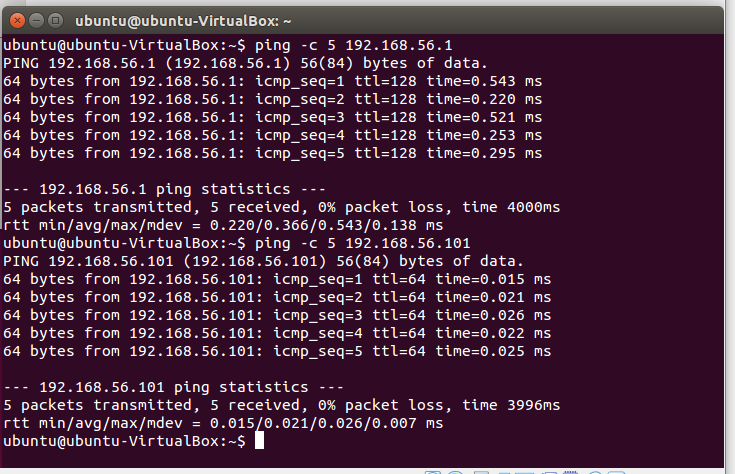 ubuntu@ubuntu-VirtualBox: ~
ubuntu@ubuntu-VirtualBox:~$ ping -c 5 192.168.56.1
PING 192.168.56.1 (192.168.56.1) 56(84) bytes of data.
64 bytes from 192.168.56.1: icmp_seq=1 ttl=128 time=0.543 ms
64 bytes from 192.168.56.1: icmp_seq=2 ttl=128 time=0.220 ms
64 bytes from 192.168.56.1: icmp_seq=3 ttl=128 time=0.521 ms
64 bytes from 192.168.56.1: icmp_seq=4 ttl=128 time=0.253 ms
64 bytes from 192.168.56.1: icmp_seq=5 ttl=128 time=0.295 ms
--- 192.168.56.1 ping statistics ---
5 packets transmitted, 5 received, 0% packet loss, time 4000ms
rtt min/avg/max/mdev = 0.220/0.366/0.543/0.138 ms
ubuntu@ubuntu-VirtualBox:~$ ping -c 5 192.168.56.101
PING 192.168.56.101 (192.168.56.101) 56(84) bytes of data.
64 bytes from 192.168.56.101: icmp_seq=1 ttl=64 time=0.015 ms
64 bytes from 192.168.56.101: icmp_seq=2 ttl=64 time=0.021 ms
64 bytes from 192.168.56.101: icmp_seq=3 ttl=64 time=0.026 ms
64 bytes from 192.168.56.101: icmp_seq=4 ttl=64 time=0.022 ms
64 bytes from 192.168.56.101: icmp_seq=5 ttl=64 time=0.025 ms
--- 192.168.56.101 ping statistics ---
5 packets transmitted, 5 received, 0% packet loss, time 3996ms
rtt min/avg/max/mdev = 0.015/0.021/0.026/0.007 ms
ubuntu@ubuntu-VirtualBox:~$